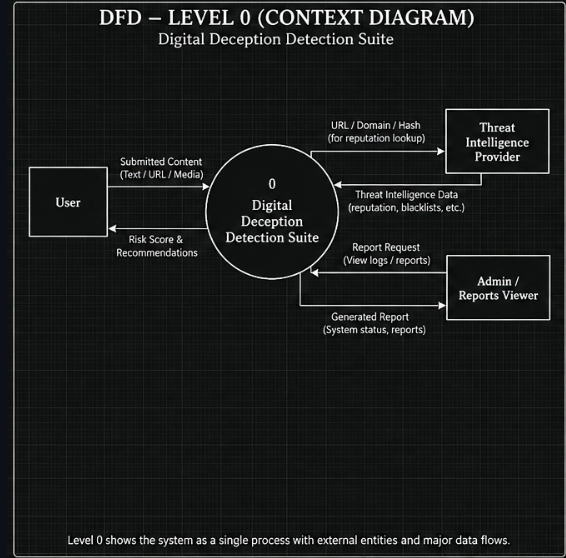 DFD – LEVEL 0 (CONTEXT DIAGRAM)
Digital Deception Detection Suite
User
Submitted Content
(Text / URL / Media)
Risk Score &
Recommendations
0
Digital
Deception
Detection Suite
URL / Domain / Hash
(for reputation lookup)
Threat Intelligence Data
(reputation, blacklists, etc.)
Threat
Intelligence
Provider
Report Request
(View logs / reports)
Generated Report
(System status, reports)
Admin /
Reports Viewer
Level 0 shows the system as a single process with external entities and major data flows.